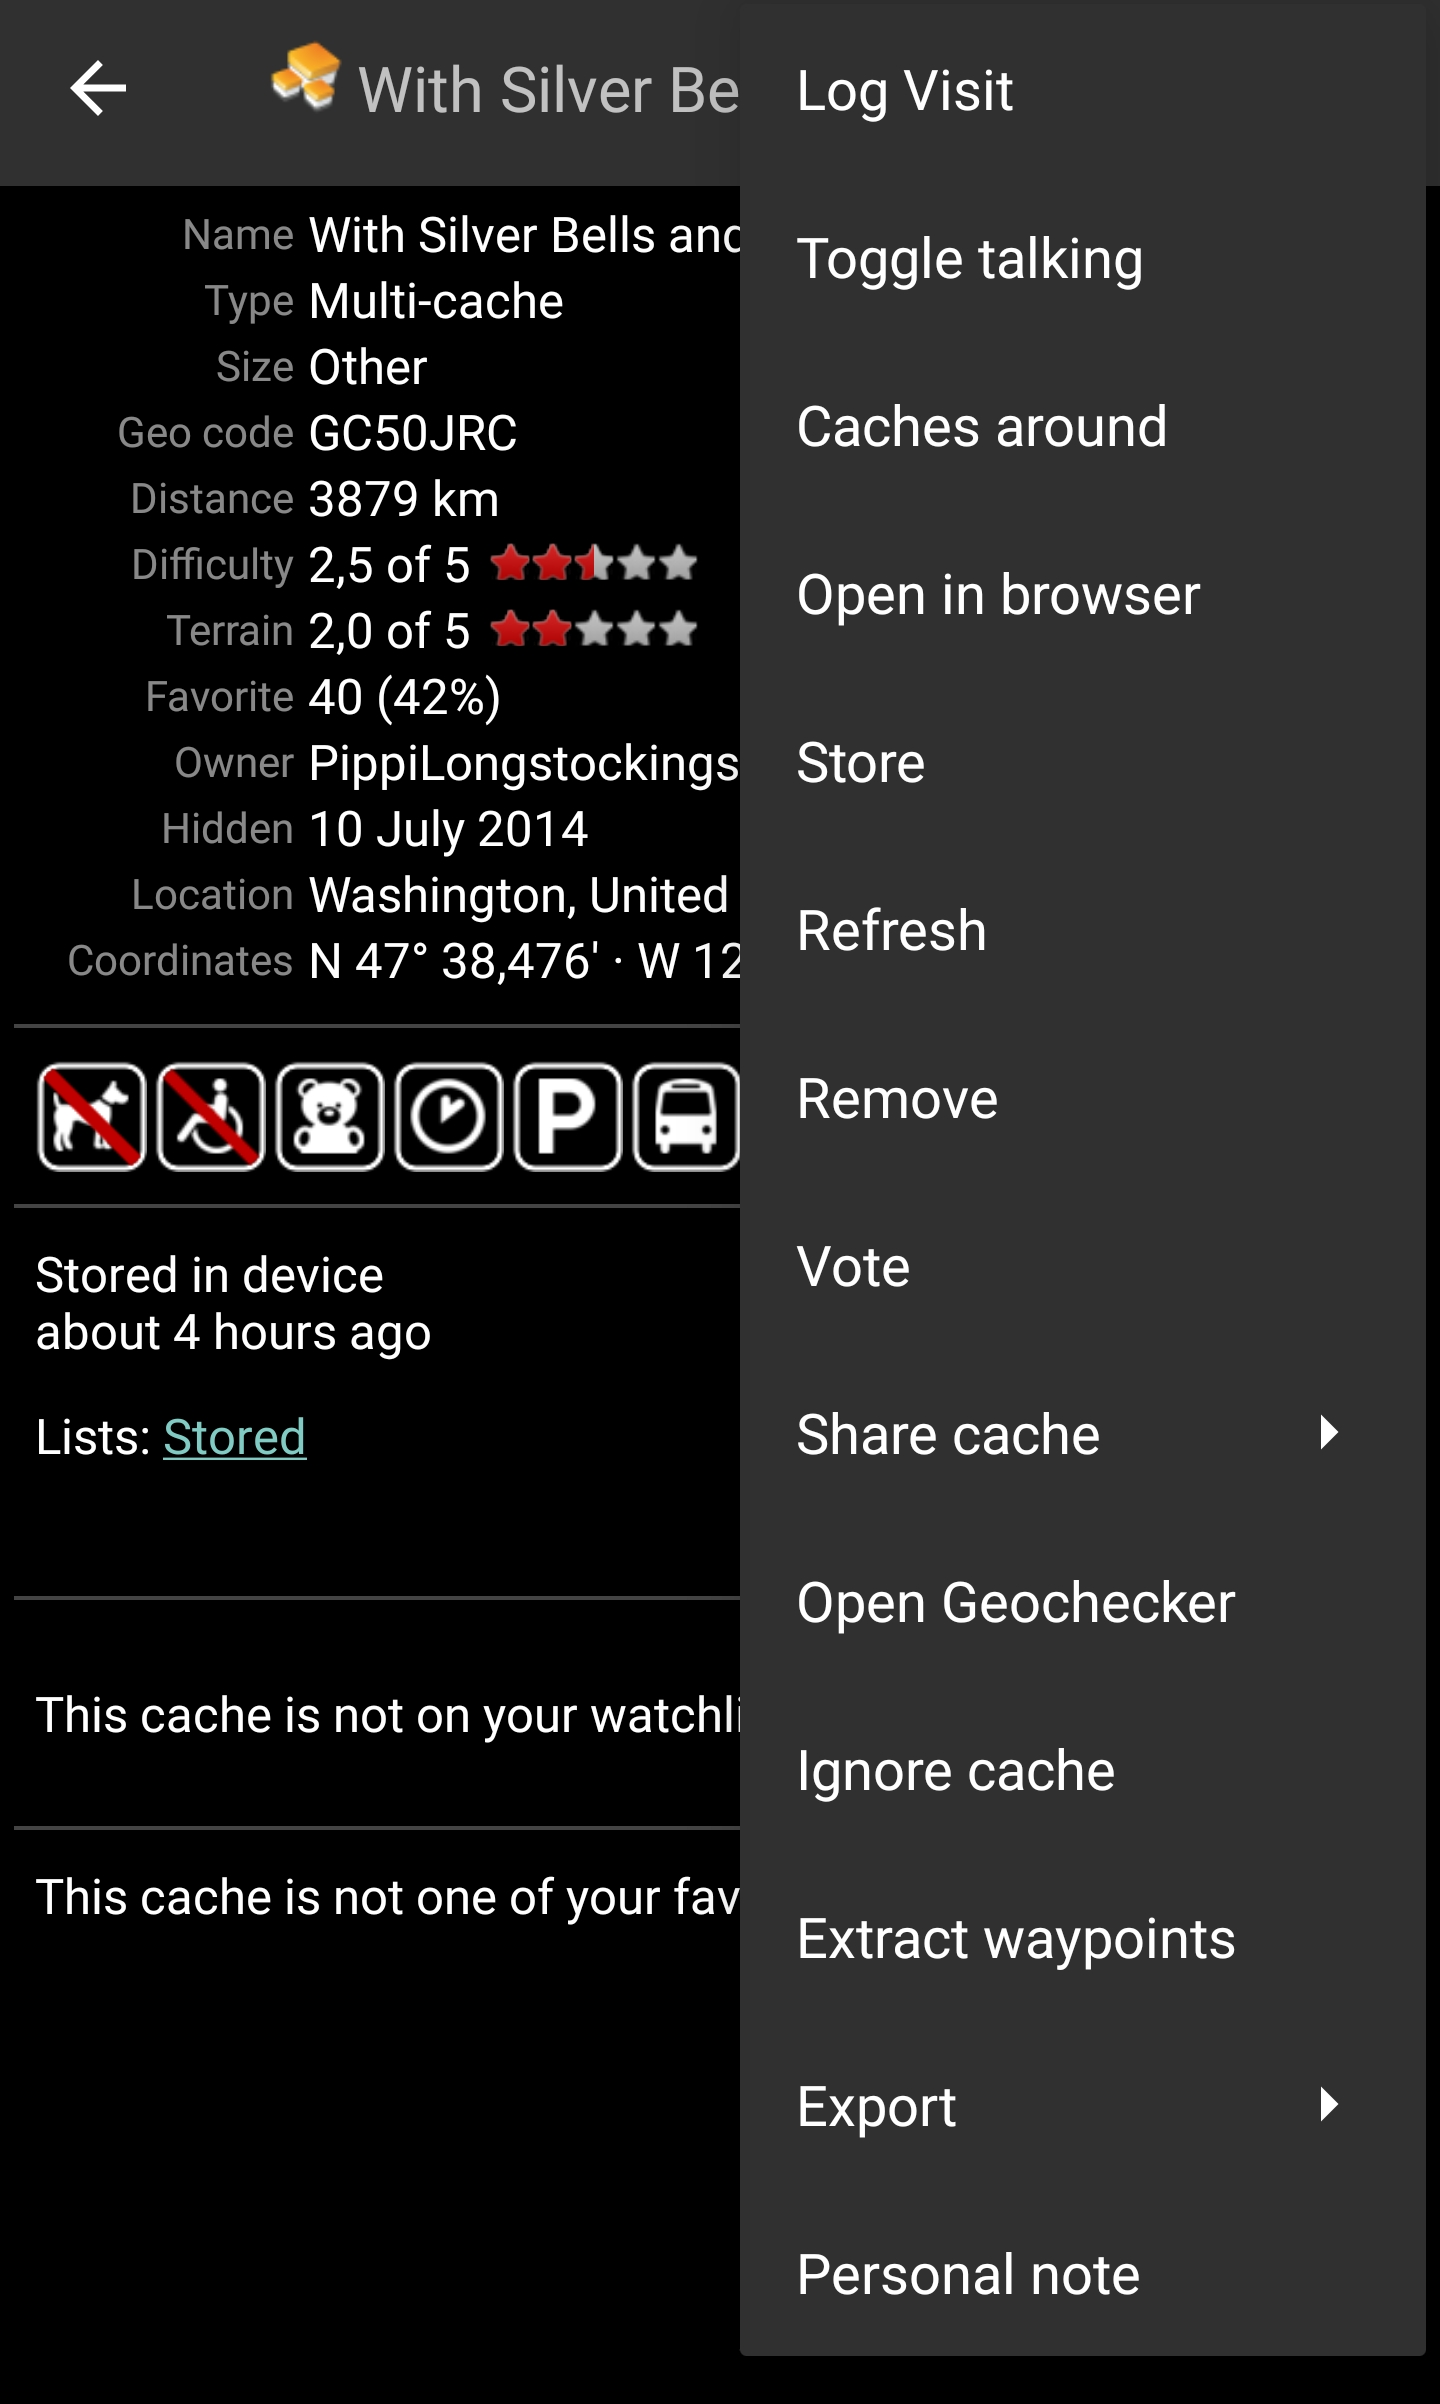 With Silver Be
Name With Silver Bells and
Type Multi-cache
Size Other
Geo code GC50JRC
Distance 3879 km
Difficulty 2,5 of 5
Terrain 2,0 of 5
Favorite 40 (42%)
Owner PippiLongstockings
Hidden 10 July 2014
Location Washington, United
Coordinates N 47° 38,476' · W 12
P
Stored in device
about 4 hours ago
Lists: Stored
This cache is not on your watchli
This cache is not one of your fav
Log Visit
Toggle talking
Caches around
Open in browser
Store
Refresh
Remove
Vote
Share cache
Open Geochecker
Ignore cache
Extract waypoints
Export
Personal note